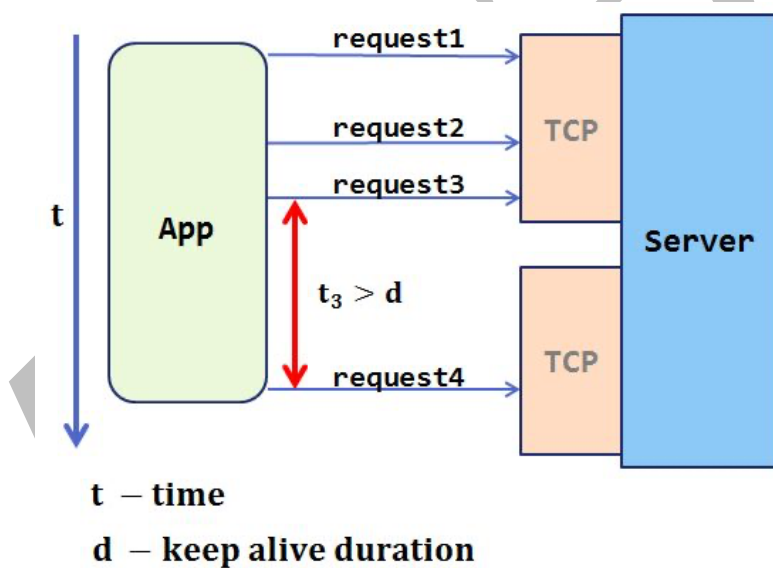 request1
request2
TCP
request3
t
App
Server
t₃ > d
TCP
request4
t – time
d – keep alive duration